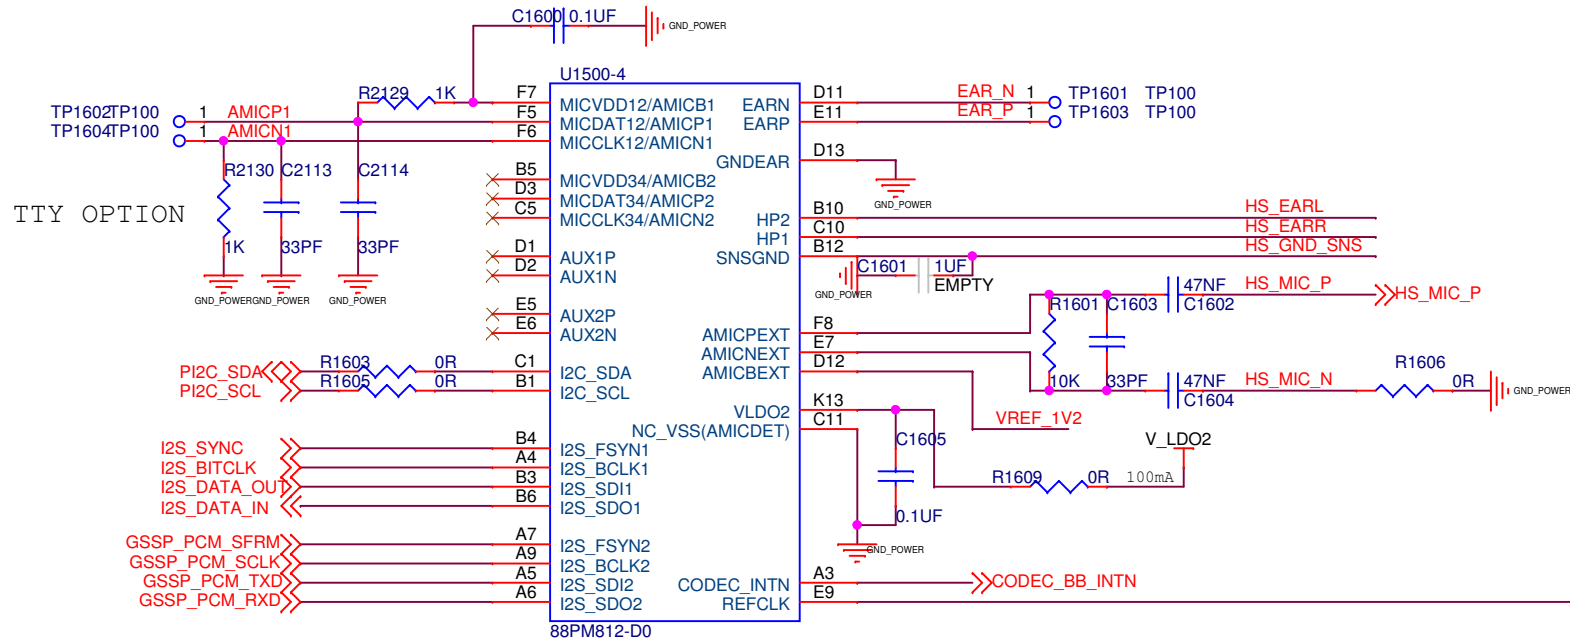 C1600 0.1UF
GND_POWER
U1500-4
R2129 1K F7 MICVDD12/AMICB1 EARN D11 EAR_N 1 TP1601 TP100
TP1602TP100 1 AMICP1 F5 MICDAT12/AMICP1 EARP E11 EAR_P 1 TP1603 TP100
TP1604TP100 1 AMICN1 F6 MICCLK12/AMICN1
GNDEAR D13
R2130 C2113 C2114 B5 MICVDD34/AMICB2
D3 MICDAT34/AMICP2 GND_POWER
TTY OPTION C5 MICCLK34/AMICN2 HP2 B10 HS_EARL
HP1 C10 HS_EARR
1K 33PF 33PF D1 AUX1P SNSGND B12 HS_GND_SNS
D2 AUX1N C1601 1UF
EMPTY
GND_POWER GND_POWER GND_POWER GND_POWER
47NF HS_MIC_P HS_MIC_P
R1601 C1603 C1602
E5 AUX2P
E6 AUX2N AMICPEXT F8
AMICNEXT E7
PI2C_SDA R1603 0R C1 I2C_SDA AMICBEXT D12
PI2C_SCL R1605 0R B1 I2C_SCL
10K 33PF 47NF HS_MIC_N R1606 0R GND_POWER
C1604
VLDO2 K13
VREF_1V2
NC_VSS(AMICDET) C11
C1605 V_LDO2
I2S_SYNC B4 I2S_FSYN1
I2S_BITCLK A4 I2S_BCLK1
I2S_DATA_OUT B3 I2S_SDI1 R1609 0R 100mA
I2S_DATA_IN B6 I2S_SDO1
0.1UF
GSSP_PCM_SFRM A7 I2S_FSYN2 GND_POWER
GSSP_PCM_SCLK A9 I2S_BCLK2
GSSP_PCM_TXD A5 I2S_SDI2 CODEC_INTN A3 CODEC_BB_INTN
GSSP_PCM_RXD A6 I2S_SDO2 REFCLK E9
88PM812-D0